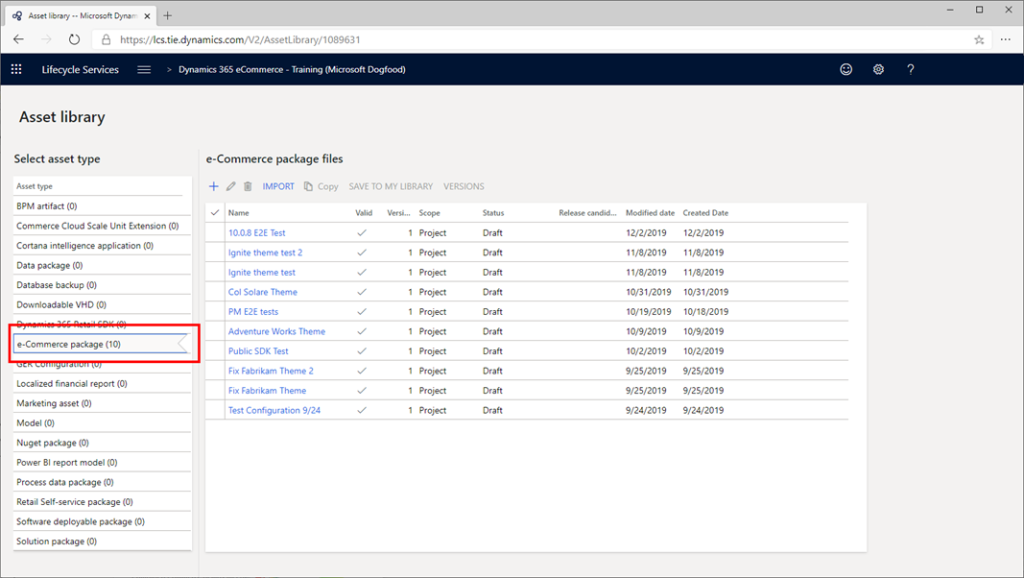 Asset library -- Microsoft Dynam
https://lcs.tie.dynamics.com/V2/AssetLibrary/1089631
Lifecycle Services > Dynamics 365 eCommerce - Training (Microsoft Dogfood) ?
Asset library
Select asset type
Asset type
BPM artifact (0)
Commerce Cloud Scale Unit Extension (0)
Cortana intelligence application (0)
Data package (0)
Database backup (0)
Downloadable VHD (0)
Dynamics 365 Retail SDK (0)
e-Commerce package (10)
GER Configuration (0)
Localized financial report (0)
Marketing asset (0)
Model (0)
Nuget package (0)
Power BI report model (0)
Process data package (0)
Retail Self-service package (0)
Software deployable package (0)
Solution package (0)
e-Commerce package files
IMPORT Copy SAVE TO MY LIBRARY VERSIONS
Name Valid Versi... Scope Status Release candid... Modified date Created Date
10.0.8 E2E Test 1 Project Draft 12/2/2019 12/2/2019
Ignite theme test 2 1 Project Draft 11/8/2019 11/8/2019
Ignite theme test 1 Project Draft 11/8/2019 11/8/2019
Col Solare Theme 1 Project Draft 10/31/2019 10/31/2019
PM E2E tests 1 Project Draft 10/19/2019 10/18/2019
Adventure Works Theme 1 Project Draft 10/9/2019 10/9/2019
Public SDK Test 1 Project Draft 10/2/2019 10/2/2019
Fix Fabrikam Theme 2 1 Project Draft 9/25/2019 9/25/2019
Fix Fabrikam Theme 1 Project Draft 9/25/2019 9/25/2019
Test Configuration 9/24 1 Project Draft 9/24/2019 9/24/2019